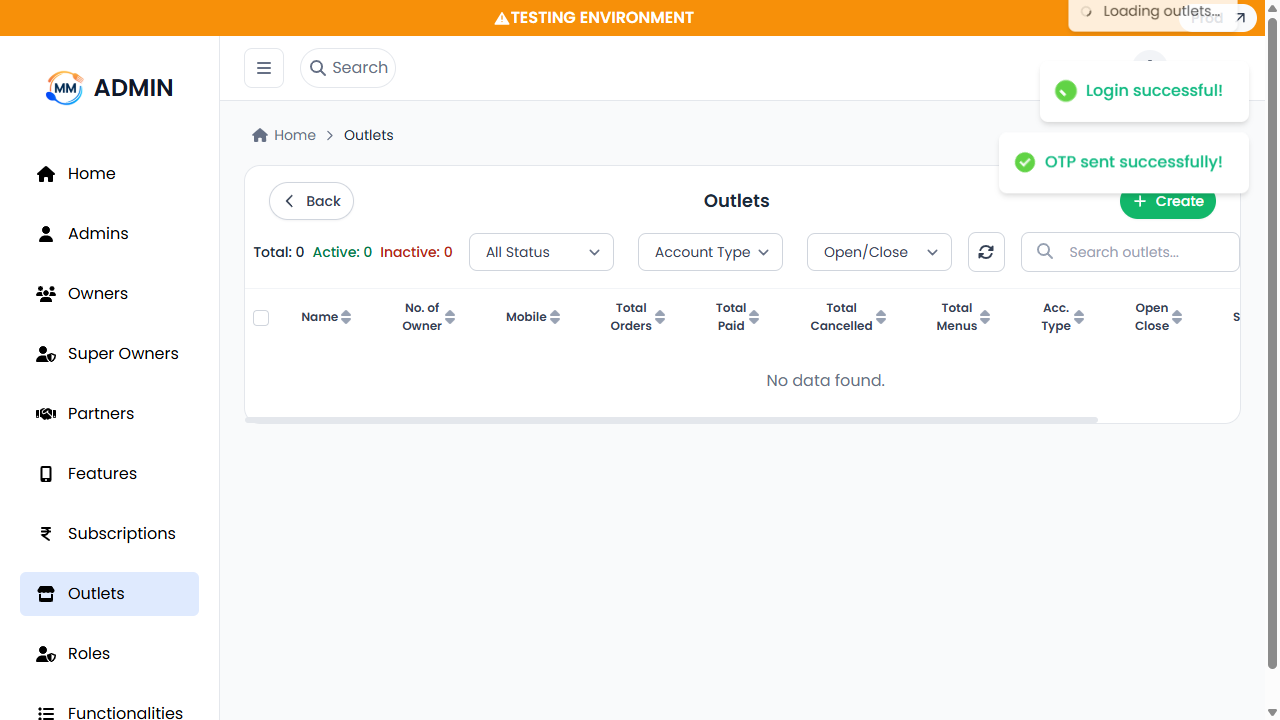 TESTING ENVIRONMENT
Loading outlets...
Prod
MM ADMIN
Search
Login successful!
Home
Outlets
OTP sent successfully!
Back
Outlets
Create
Total: 0 Active: 0 Inactive: 0
All Status
Account Type
Open/Close
Search outlets...
Name
No. of
Owner
Mobile
Total
Orders
Total
Paid
Total
Cancelled
Total
Menus
Acc.
Type
Open
Close
S
No data found.
Home
Admins
Owners
Super Owners
Partners
Features
Subscriptions
Outlets
Roles
Functionalities